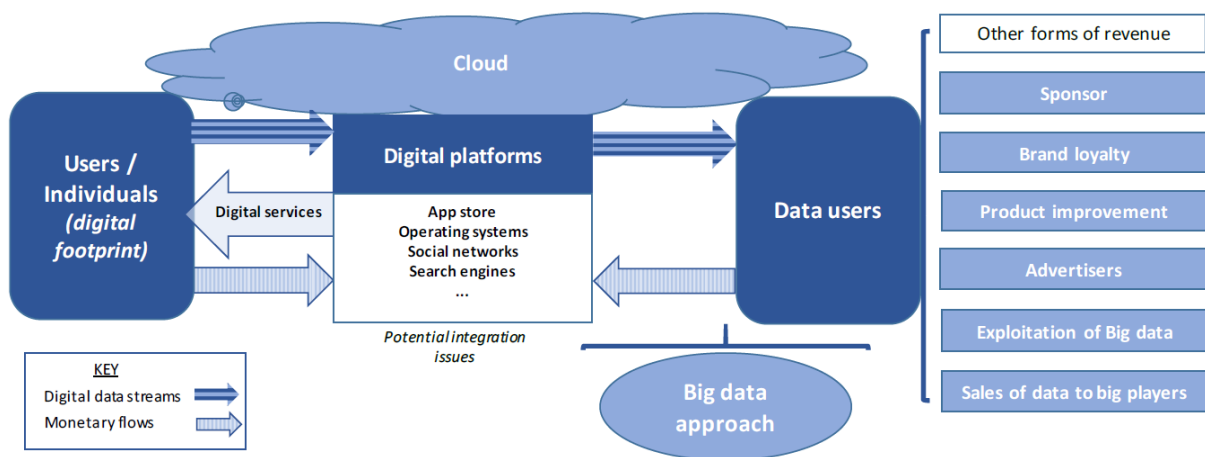 Cloud
Users /
Individuals
(digital
footprint)
Digital platforms
Digital services
App store
Operating systems
Social networks
Search engines
...
Potential integration
issues
Data users
Big data
approach
Other forms of revenue
Sponsor
Brand loyalty
Product improvement
Advertisers
Exploitation of Big data
Sales of data to big players
KEY
Digital data streams
Monetary flows